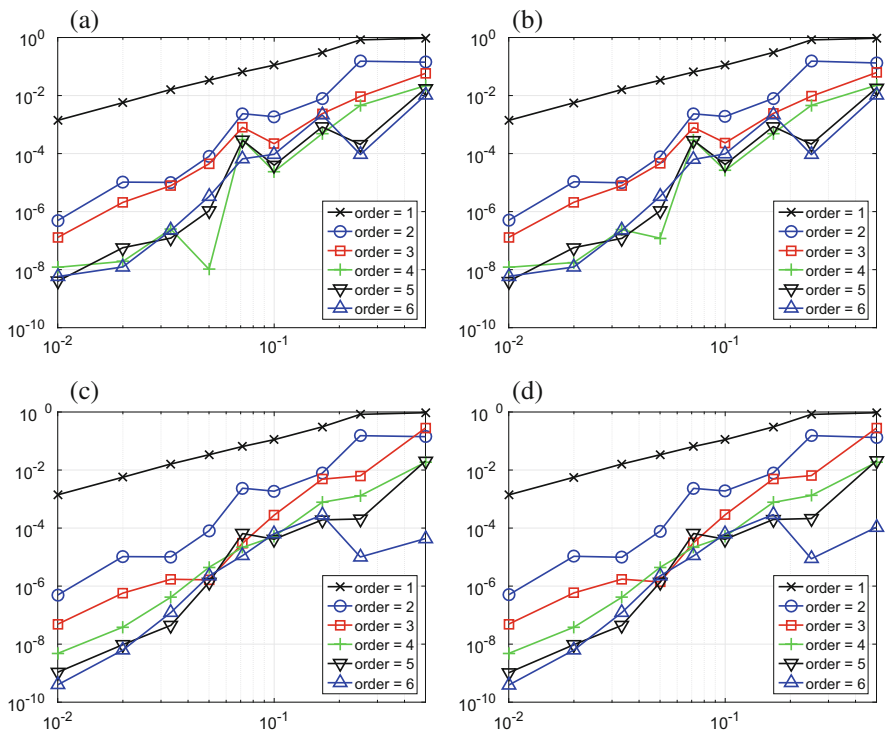 (a)
10^0
10^-2
10^-4
10^-6
10^-8
10^-10
10^-2
10^-1
order = 1
order = 2
order = 3
order = 4
order = 5
order = 6
(b)
10^0
10^-2
10^-4
10^-6
10^-8
10^-10
10^-2
10^-1
order = 1
order = 2
order = 3
order = 4
order = 5
order = 6
(c)
10^0
10^-2
10^-4
10^-6
10^-8
10^-10
10^-2
10^-1
order = 1
order = 2
order = 3
order = 4
order = 5
order = 6
(d)
10^0
10^-2
10^-4
10^-6
10^-8
10^-10
10^-2
10^-1
order = 1
order = 2
order = 3
order = 4
order = 5
order = 6